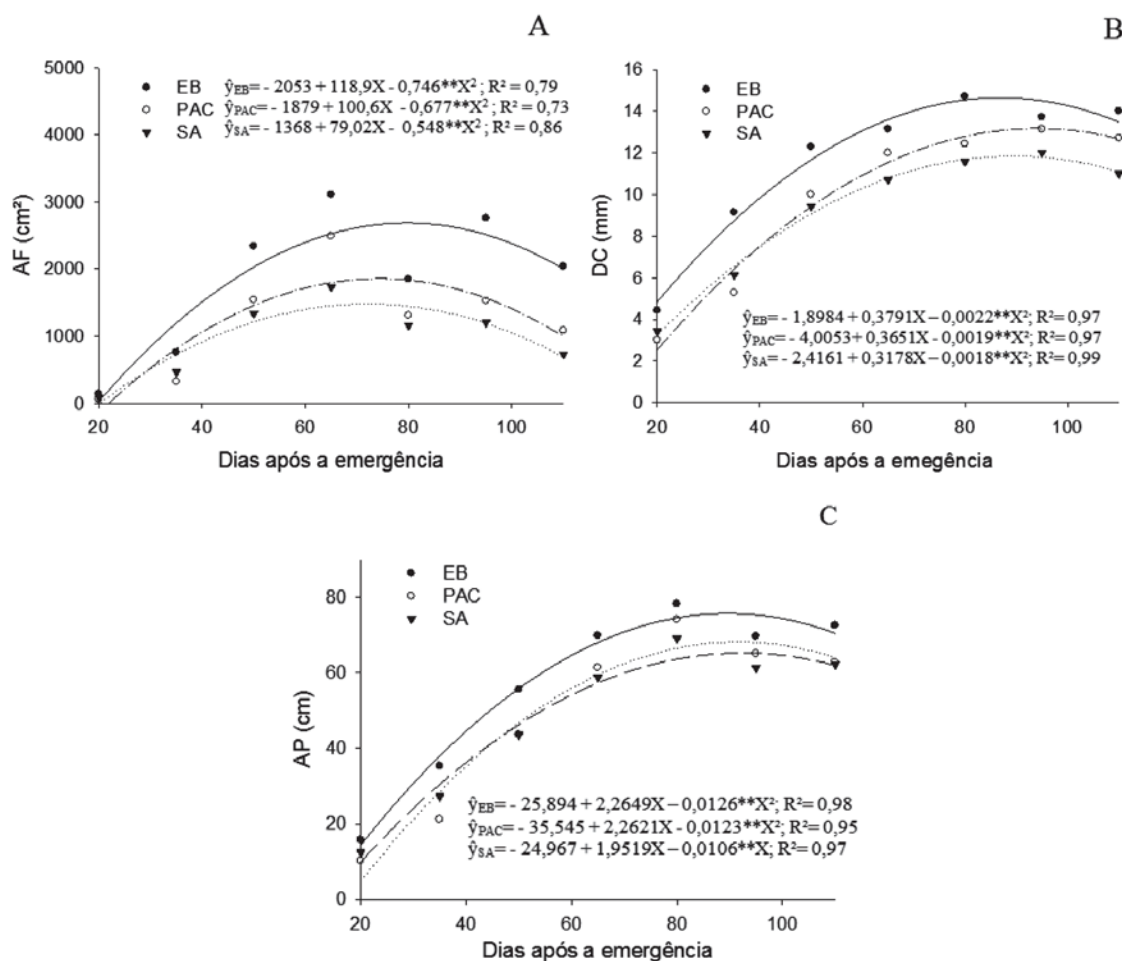 A
5000
4000
3000
2000
1000
0
AF (cm²)
EB
PAC
SA
ŷEB= - 2053 + 118,9X - 0,746**X²; R² = 0,79
ŷPAC= - 1879 + 100,6X - 0,677**X²; R² = 0,73
ŷSA= - 1368 + 79,02X - 0,548**X²; R² = 0,86
20 40 60 80 100
Dias após a emergência
B
16
14
12
10
8
6
4
2
0
DC (mm)
EB
PAC
SA
ŷEB= - 1,8984 + 0,3791X – 0,0022**X²; R²= 0,97
ŷPAC= - 4,0053+ 0,3651X - 0,0019**X²; R²= 0,97
ŷSA= - 2,4161 + 0,3178X – 0,0018**X²; R²= 0,99
20 40 60 80 100
Dias após a emegência
C
80
60
40
20
0
AP (cm)
EB
PAC
SA
ŷEB= - 25,894 + 2,2649X – 0,0126**X²; R²= 0,98
ŷPAC= - 35,545 + 2,2621X - 0,0123**X²; R²= 0,95
ŷSA= - 24,967 + 1,9519X – 0,0106**X; R²= 0,97
20 40 60 80 100
Dias após a emergência